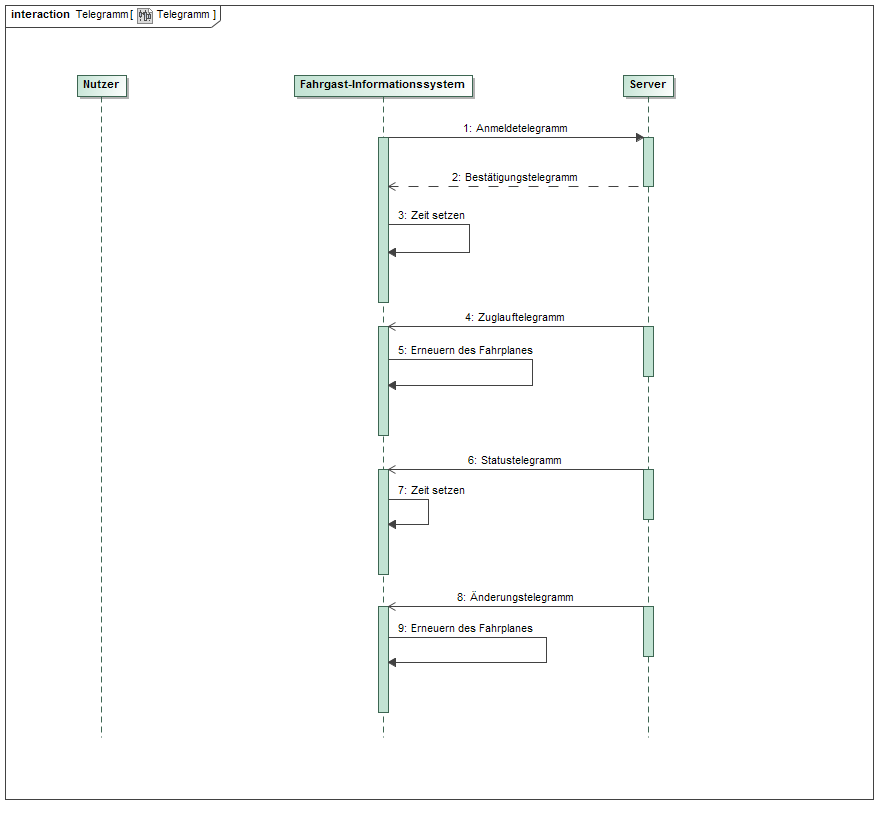 interaction Telegramm[ Telegramm ]
Nutzer
Fahrgast-Informationssystem
Server
1: Anmeldetelegramm
2: Bestätigungstelegramm
3: Zeit setzen
4: Zuglauftelegramm
5: Erneuern des Fahrplanes
6: Statustelegramm
7: Zeit setzen
8: Änderungstelegramm
9: Erneuern des Fahrplanes